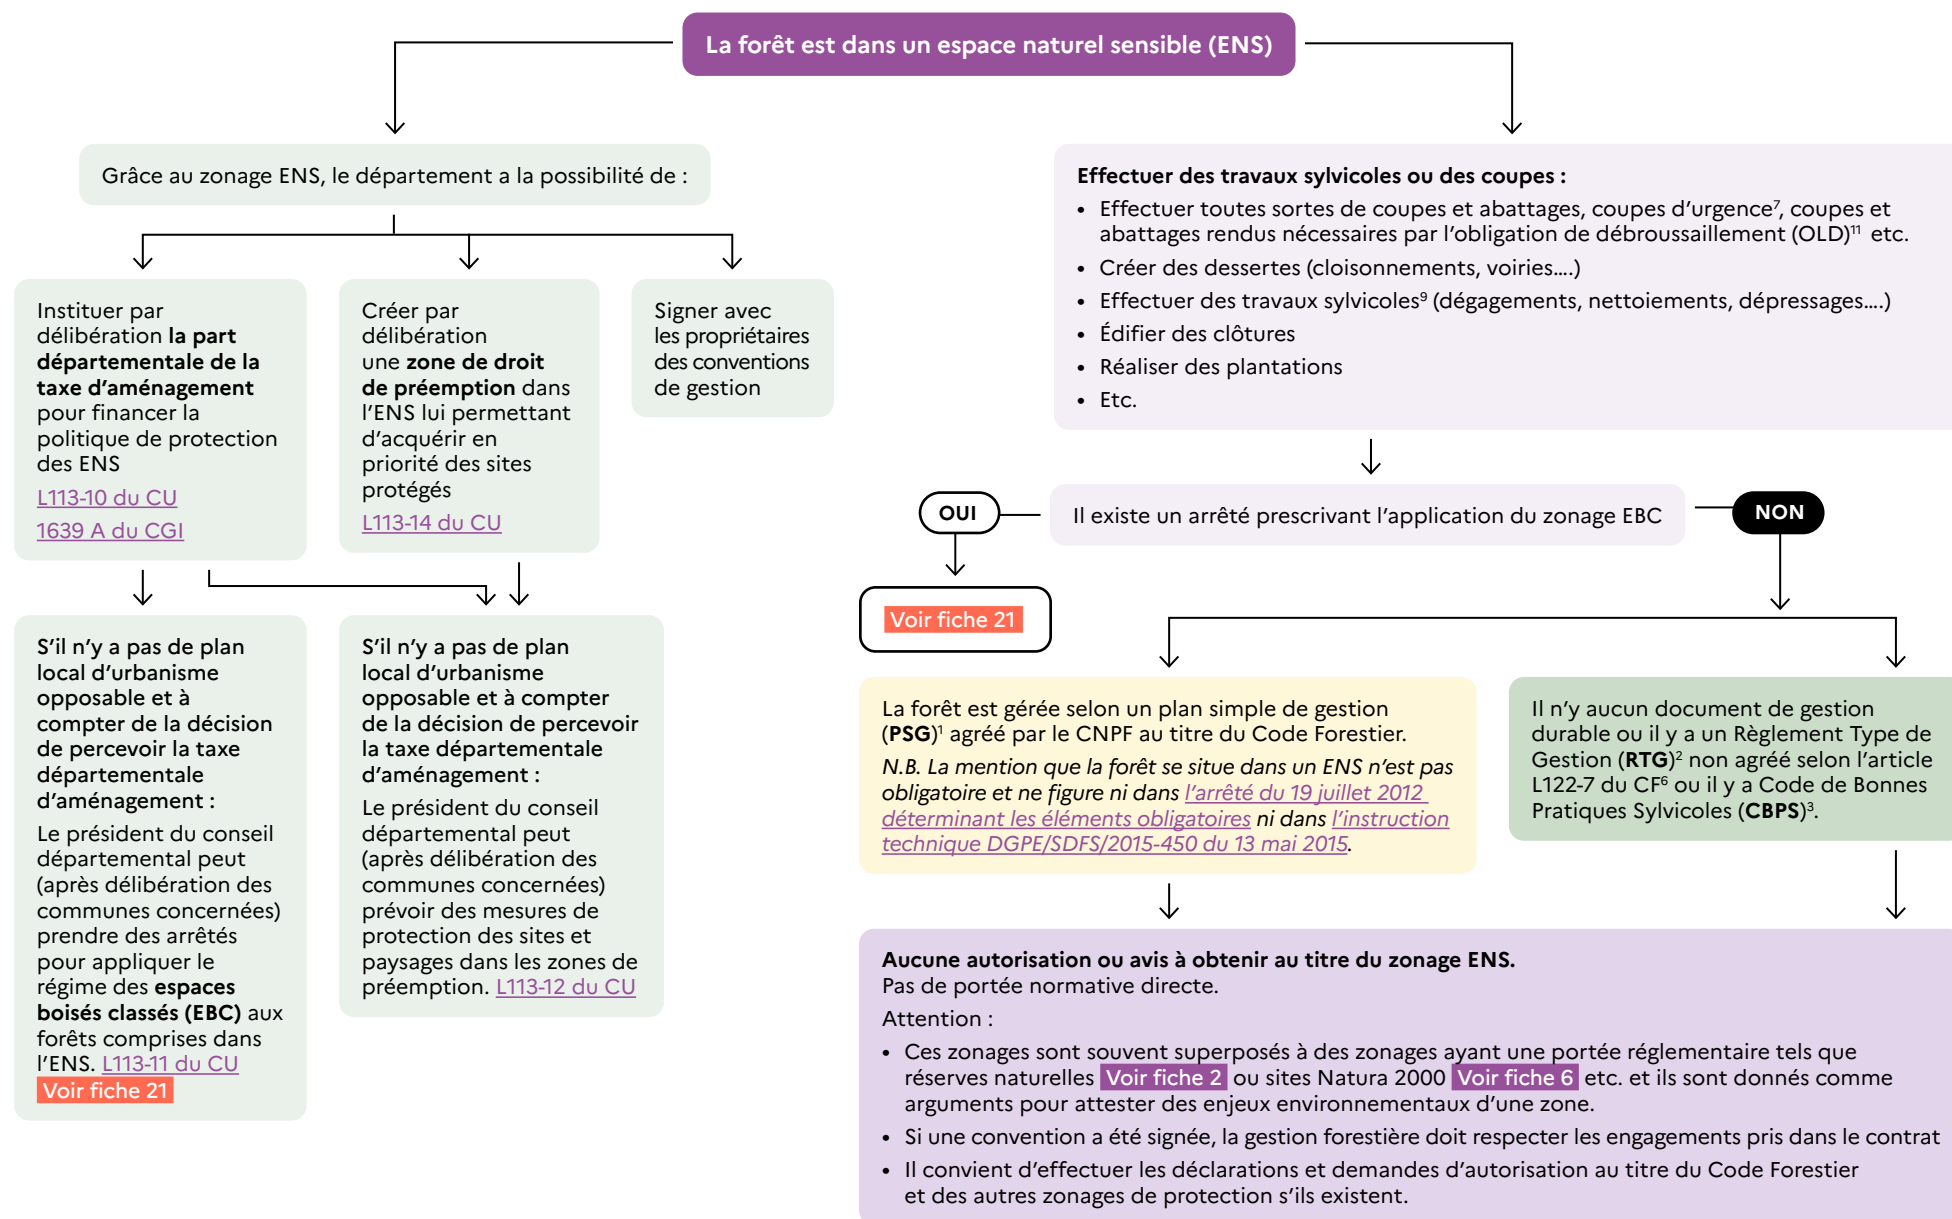 La forêt est dans un espace naturel sensible (ENS)
Grâce au zonage ENS, le département a la possibilité de :
Instituer par
délibération la part
départementale de la
taxe d'aménagement
pour financer la
politique de protection
des ENS
L113-10 du CU
1639 A du CGI
Créer par
délibération
une zone de droit
de préemption dans
l'ENS lui permettant
d'acquérir en
priorité des sites
protégés
L113-14 du CU
Signer avec
les propriétaires
des conventions
de gestion
S'il n'y a pas de plan
local d'urbanisme
opposable et à
compter de la décision
de percevoir la taxe
départementale
d'aménagement :
Le président du conseil
départemental peut
(après délibération des
communes concernées)
prendre des arrêtés
pour appliquer le
régime des espaces
boisés classés (EBC) aux
forêts comprises dans
l'ENS. L113-11 du CU
Voir fiche 21
S'il n'y a pas de plan
local d'urbanisme
opposable et à compter
de la décision de percevoir
la taxe départementale
d'aménagement :
Le président du conseil
départemental peut
(après délibération des
communes concernées)
prévoir des mesures de
protection des sites et
paysages dans les zones de
préemption. L113-12 du CU
Effectuer des travaux sylvicoles ou des coupes :
• Effectuer toutes sortes de coupes et abattages, coupes d'urgence⁷, coupes et
abattages rendus nécessaires par l'obligation de débroussaillement (OLD)¹¹ etc.
• Créer des dessertes (cloisonnements, voiries….)
• Effectuer des travaux sylvicoles⁹ (dégagements, nettoiements, dépressages….)
• Édifier des clôtures
• Réaliser des plantations
• Etc.
OUI
Il existe un arrêté prescrivant l'application du zonage EBC
NON
Voir fiche 21
La forêt est gérée selon un plan simple de gestion
(PSG)¹ agréé par le CNPF au titre du Code Forestier.
N.B. La mention que la forêt se situe dans un ENS n'est pas
obligatoire et ne figure ni dans l'arrêté du 19 juillet 2012
déterminant les éléments obligatoires ni dans l'instruction
technique DGPE/SDFS/2015-450 du 13 mai 2015.
Il n'y aucun document de gestion
durable ou il y a un Règlement Type de
Gestion (RTG)² non agréé selon l'article
L122-7 du CF⁶ ou il y a Code de Bonnes
Pratiques Sylvicoles (CBPS)³.
Aucune autorisation ou avis à obtenir au titre du zonage ENS.
Pas de portée normative directe.
Attention :
• Ces zonages sont souvent superposés à des zonages ayant une portée réglementaire tels que
réserves naturelles Voir fiche 2 ou sites Natura 2000 Voir fiche 6 etc. et ils sont donnés comme
arguments pour attester des enjeux environnementaux d'une zone.
• Si une convention a été signée, la gestion forestière doit respecter les engagements pris dans le contrat
• Il convient d'effectuer les déclarations et demandes d'autorisation au titre du Code Forestier
et des autres zonages de protection s'ils existent.